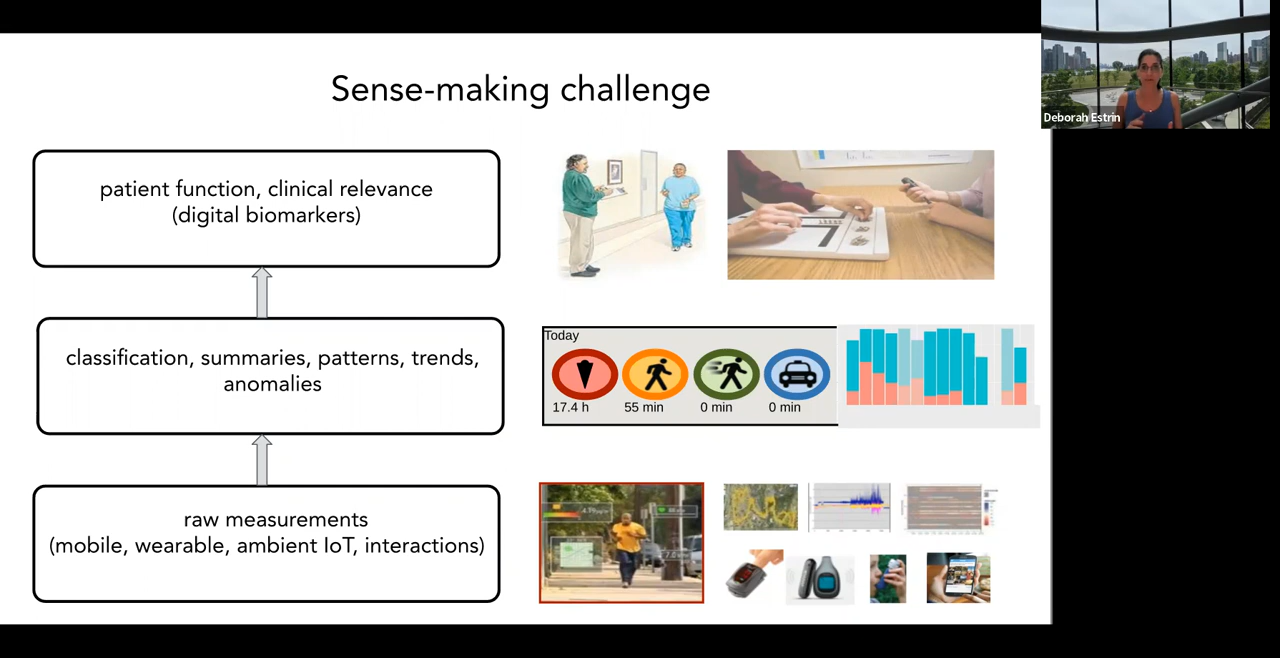 Sense-making challenge
Deborah Estrin
patient function, clinical relevance
(digital biomarkers)
classification, summaries, patterns, trends,
anomalies
Today
17.4 h
55 min
0 min
0 min
raw measurements
(mobile, wearable, ambient IoT, interactions)